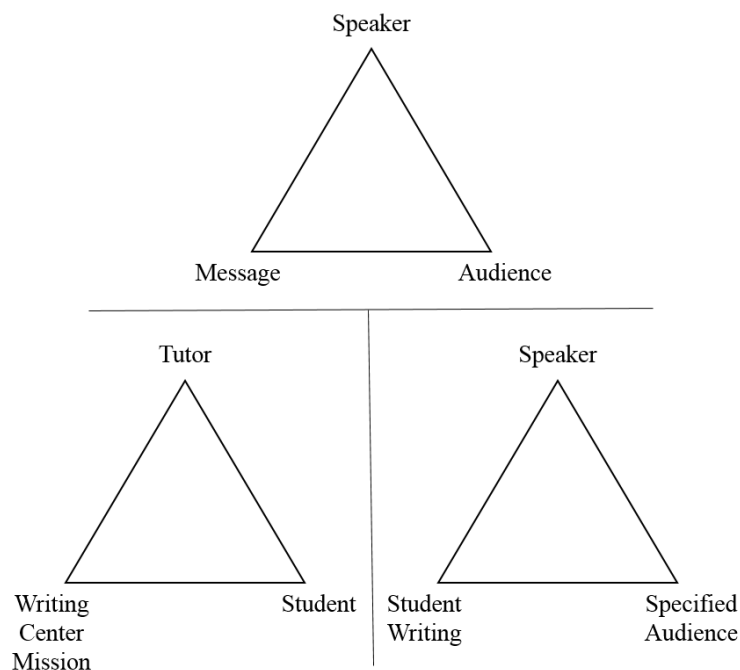 Speaker
Message
Audience
Tutor
Writing
Center
Mission
Student
Speaker
Student
Writing
Specified
Audience